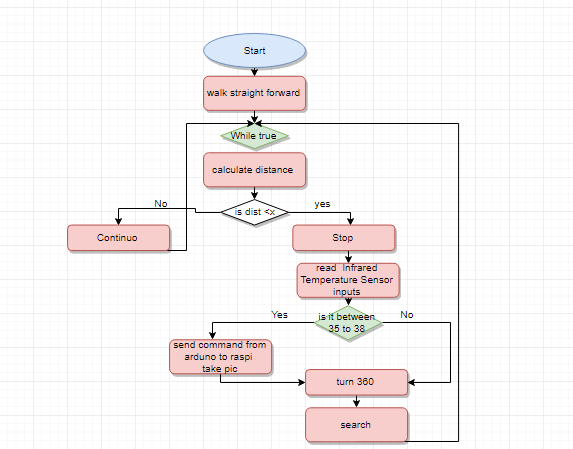 Start
walk straight forward
While true
calculate distance
No
is dist <x
yes
Continuo
Stop
read Infrared
Temperature Sensor
inputs
Yes
is it between
35 to 38
No
send command from
arduno to raspi
take pic
turn 360
search